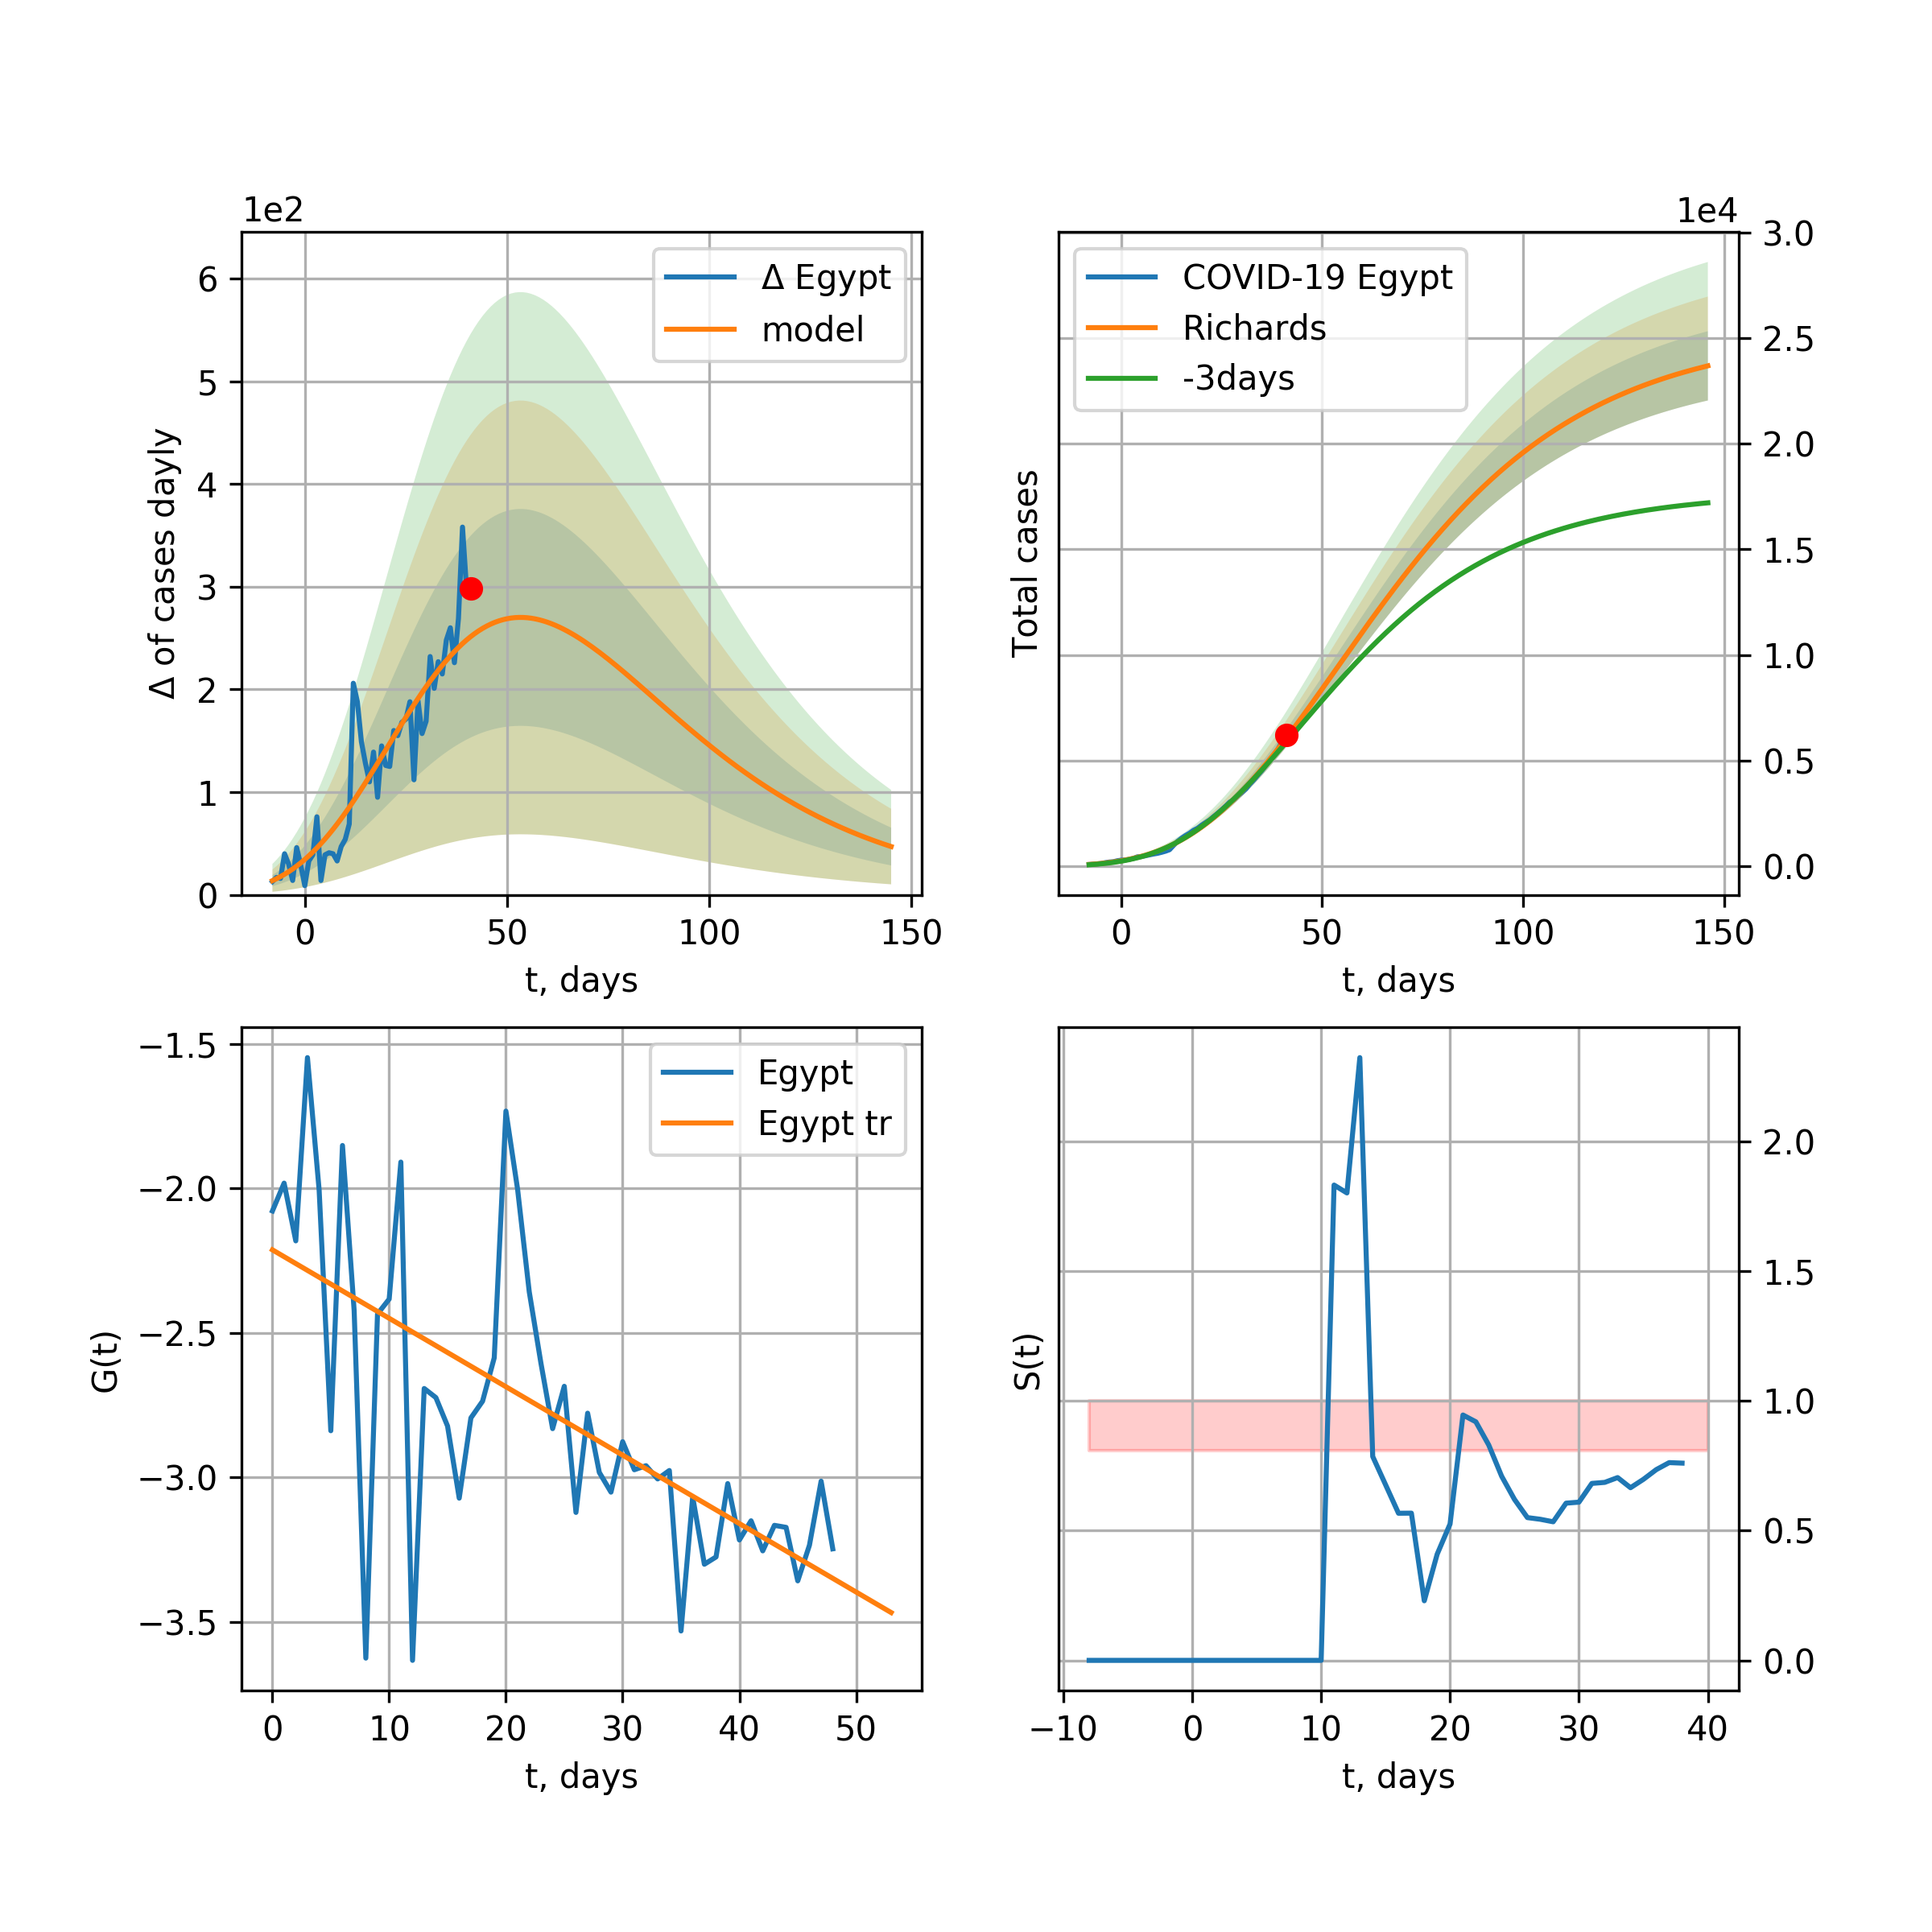 1e2
6
5
4
3
2
1
0
Δ of cases dayly
Δ Egypt
model
0 50 100 150
t, days
1e4
3.0
2.5
2.0
1.5
1.0
0.5
0.0
Total cases
COVID-19 Egypt
Richards
-3days
0 50 100 150
t, days
−1.5
−2.0
−2.5
−3.0
−3.5
G(t)
Egypt
Egypt tr
0 10 20 30 40 50
t, days
2.0
1.5
1.0
0.5
0.0
S(t)
−10 0 10 20 30 40
t, days